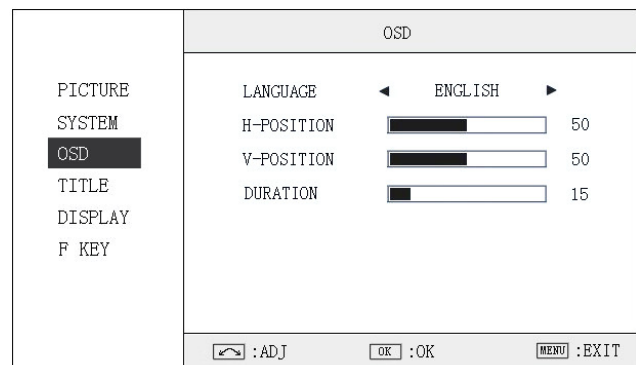 OSD
PICTURE
SYSTEM
OSD
TITLE
DISPLAY
F KEY
LANGUAGE ◀ ENGLISH ▶
H-POSITION 50
V-POSITION 50
DURATION 15
:ADJ OK :OK MENU :EXIT